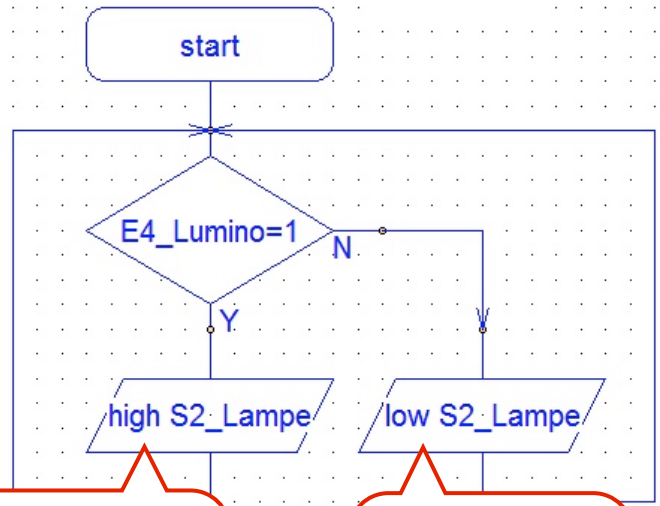 start
E4_Lumino=1
N
Y
high S2_Lampe
low S2_Lampe